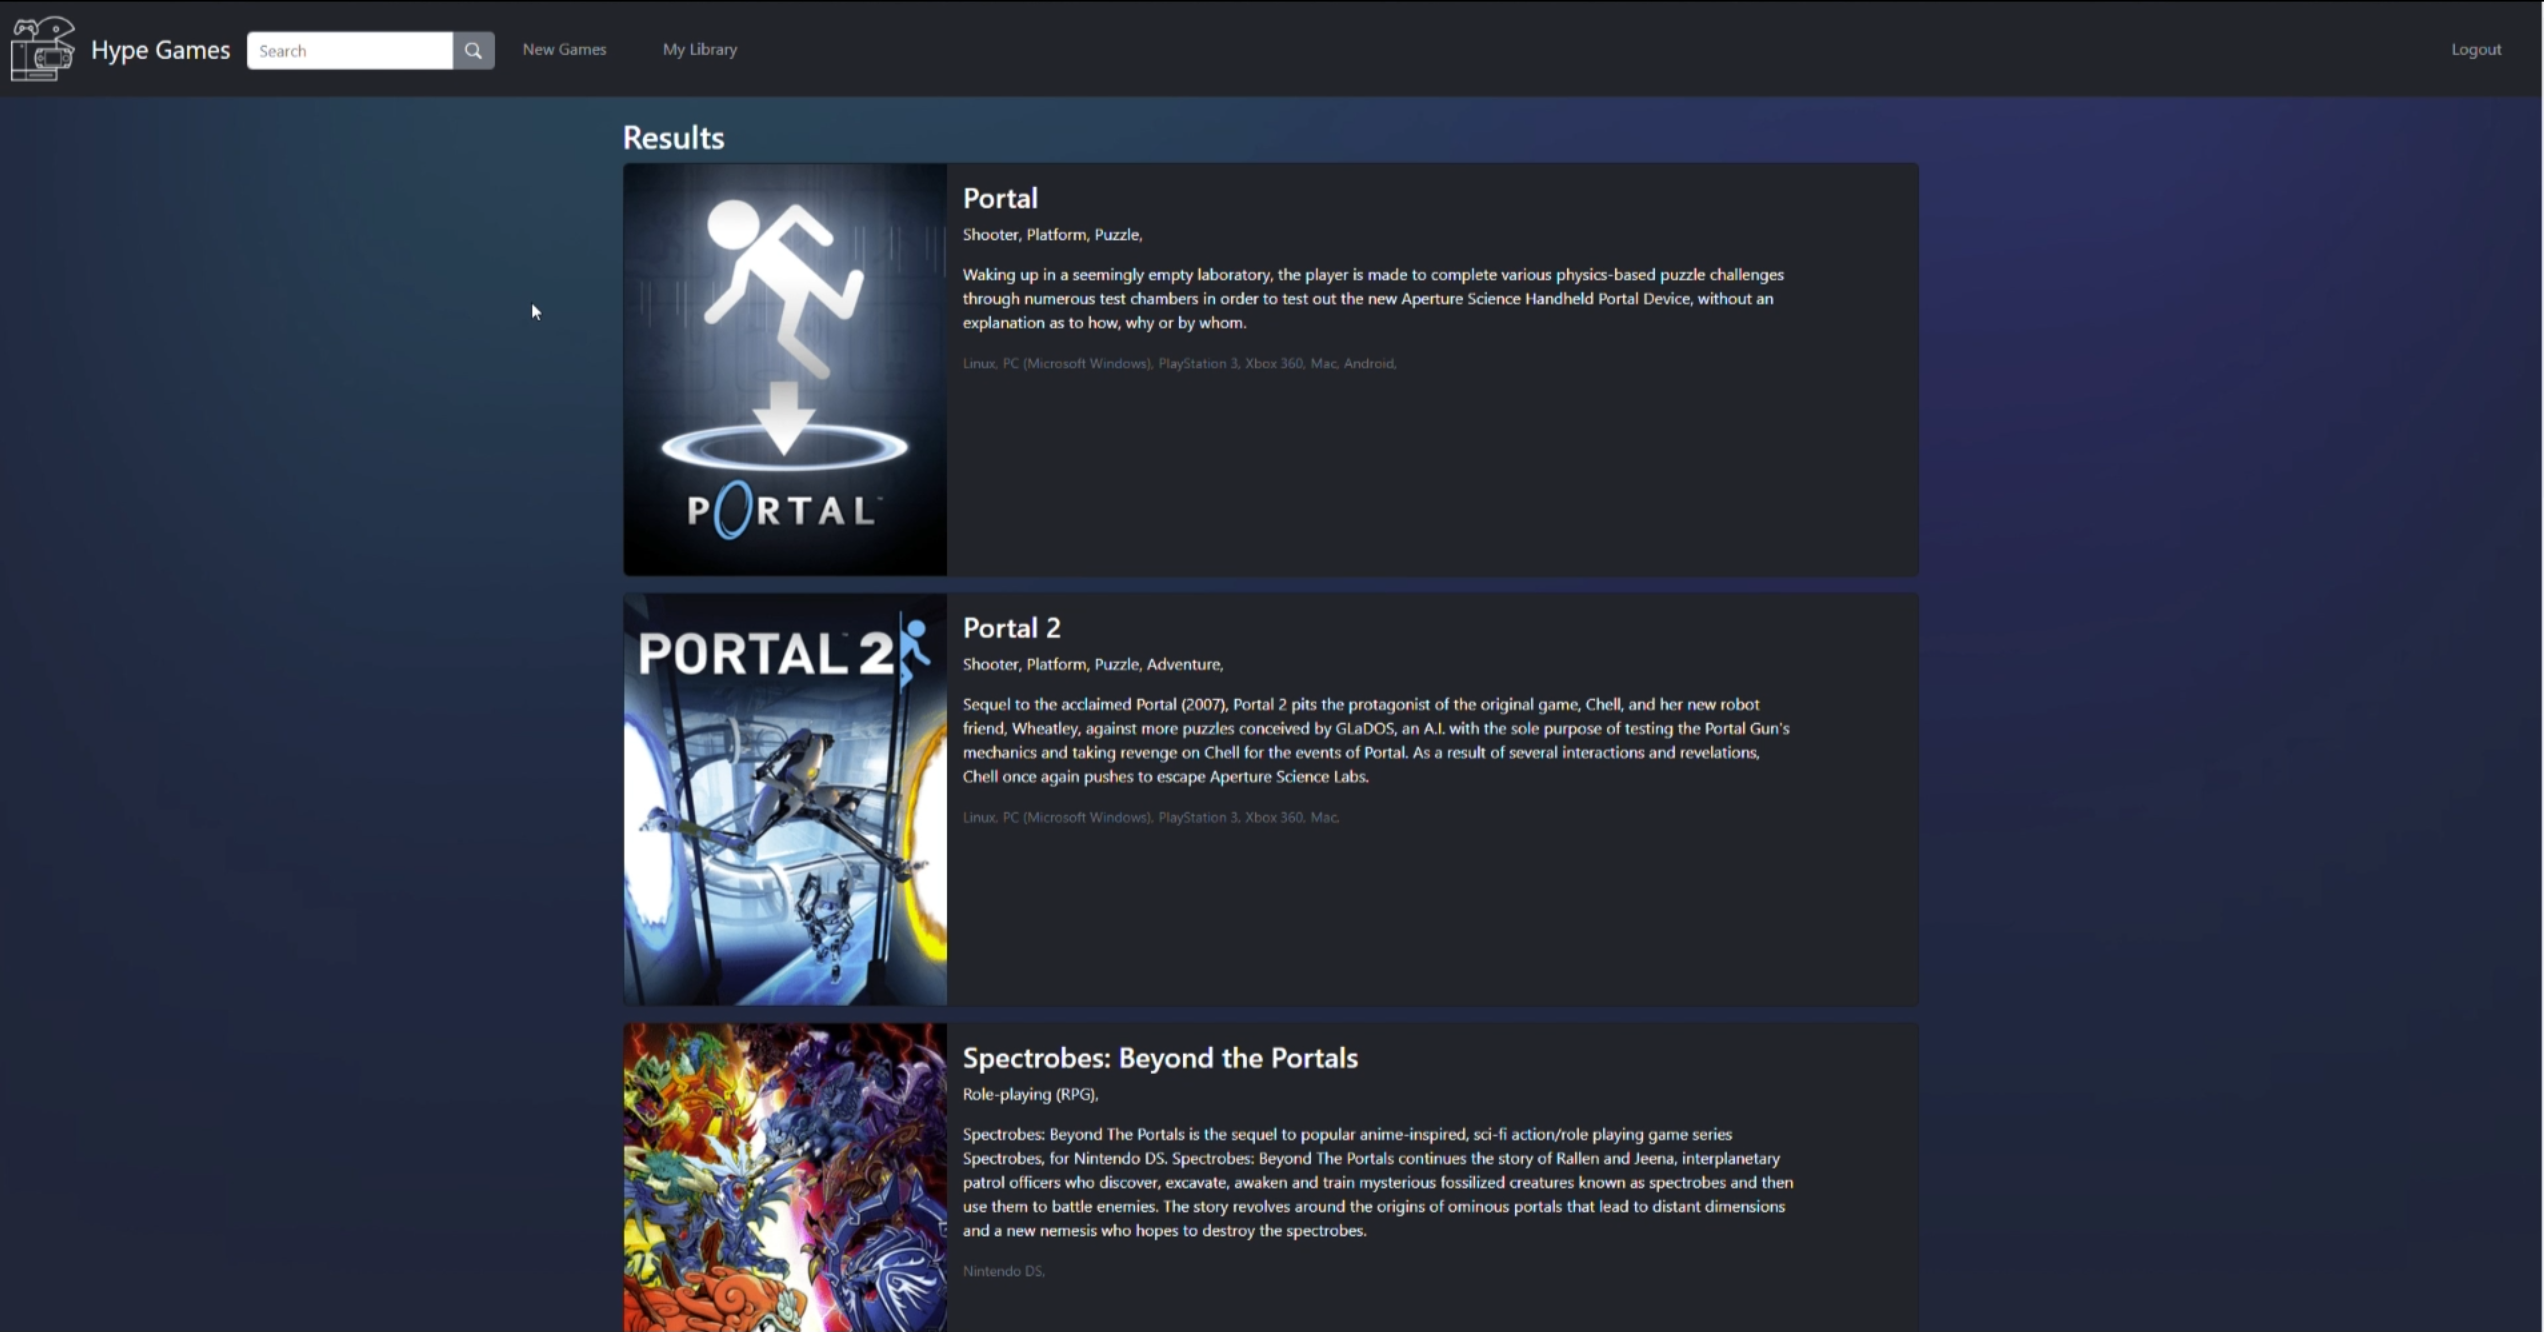 Hype Games
Search
New Games
My Library
Logout
Results
PORTAL™
Portal
Shooter, Platform, Puzzle,
Waking up in a seemingly empty laboratory, the player is made to complete various physics-based puzzle challenges
through numerous test chambers in order to test out the new Aperture Science Handheld Portal Device, without an
explanation as to how, why or by whom.
Linux, PC (Microsoft Windows), PlayStation 3, Xbox 360, Mac, Android,
PORTAL™ 2
Portal 2
Shooter, Platform, Puzzle, Adventure,
Sequel to the acclaimed Portal (2007), Portal 2 pits the protagonist of the original game, Chell, and her new robot
friend, Wheatley, against more puzzles conceived by GLaDOS, an A.I. with the sole purpose of testing the Portal Gun's
mechanics and taking revenge on Chell for the events of Portal. As a result of several interactions and revelations,
Chell once again pushes to escape Aperture Science Labs.
Linux, PC (Microsoft Windows), PlayStation 3, Xbox 360, Mac,
Spectrobes: Beyond the Portals
Role-playing (RPG),
Spectrobes: Beyond The Portals is the sequel to popular anime-inspired, sci-fi action/role playing game series
Spectrobes, for Nintendo DS. Spectrobes: Beyond The Portals continues the story of Rallen and Jeena, interplanetary
patrol officers who discover, excavate, awaken and train mysterious fossilized creatures known as spectrobes and then
use them to battle enemies. The story revolves around the origins of ominous portals that lead to distant dimensions
and a new nemesis who hopes to destroy the spectrobes.
Nintendo DS,